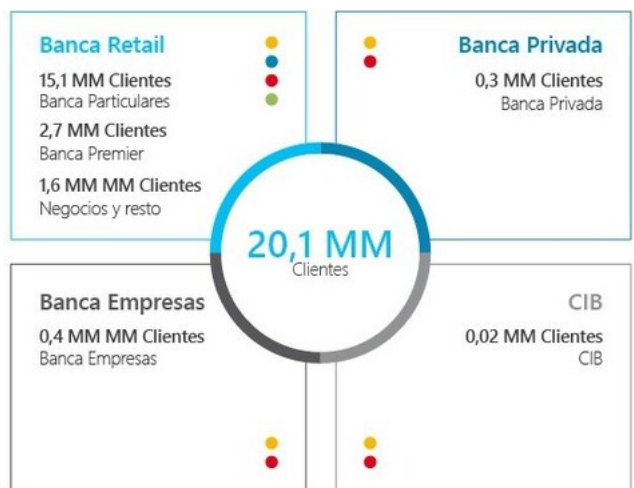 Banca Retail
15,1 MM Clientes
Banca Particulares
2,7 MM Clientes
Banca Premier
1,6 MM MM Clientes
Negocios y resto
Banca Privada
0,3 MM Clientes
Banca Privada
20,1 MM
Clientes
Banca Empresas
0,4 MM MM Clientes
Banca Empresas
CIB
0,02 MM Clientes
CIB